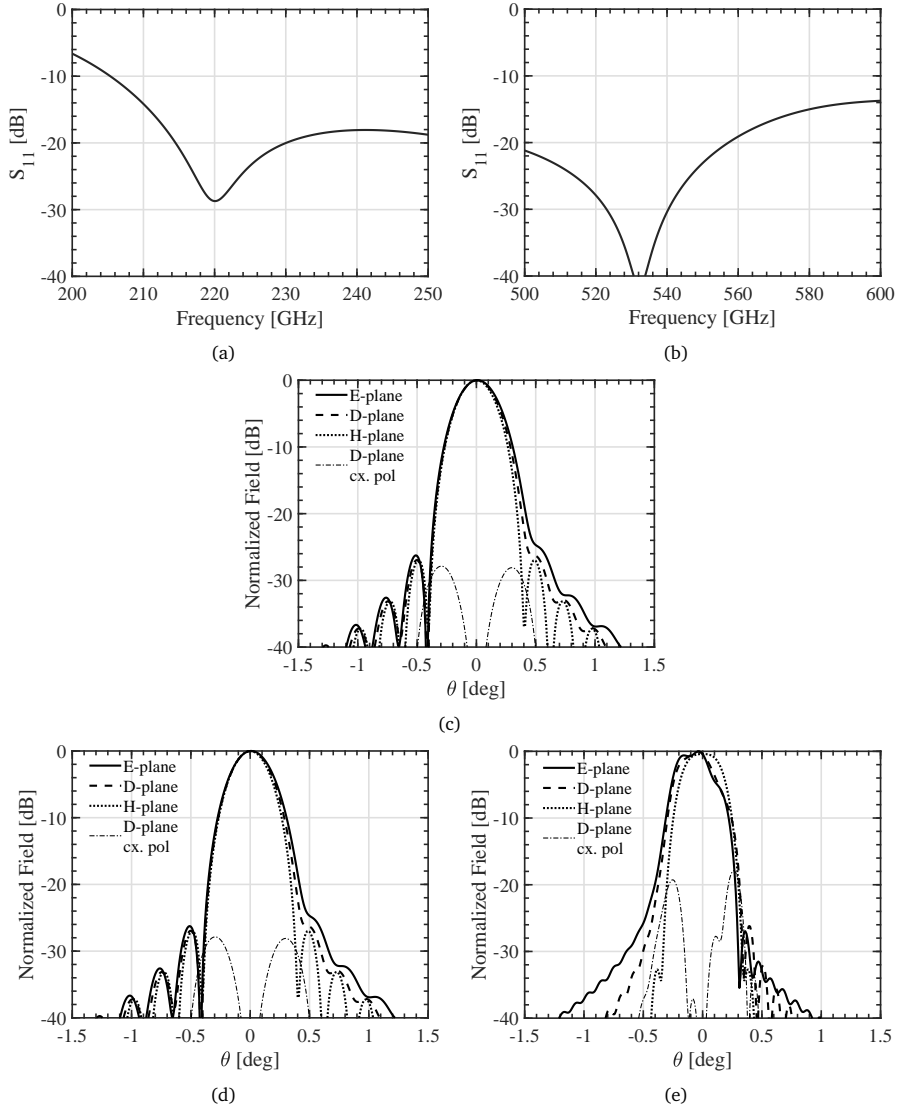 0
-10
-20
-30
-40
S11 [dB]
200 210 220 230 240 250
Frequency [GHz]
(a)
0
-10
-20
-30
-40
S11 [dB]
500 520 540 560 580 600
Frequency [GHz]
(b)
0
-10
-20
-30
-40
Normalized Field [dB]
E-plane
D-plane
H-plane
D-plane
cx. pol
-1.5 -1 -0.5 0 0.5 1 1.5
θ [deg]
(c)
0
-10
-20
-30
-40
Normalized Field [dB]
E-plane
D-plane
H-plane
D-plane
cx. pol
-1.5 -1 -0.5 0 0.5 1 1.5
θ [deg]
(d)
0
-10
-20
-30
-40
Normalized Field [dB]
E-plane
D-plane
H-plane
D-plane
cx. pol
-1.5 -1 -0.5 0 0.5 1 1.5
θ [deg]
(e)